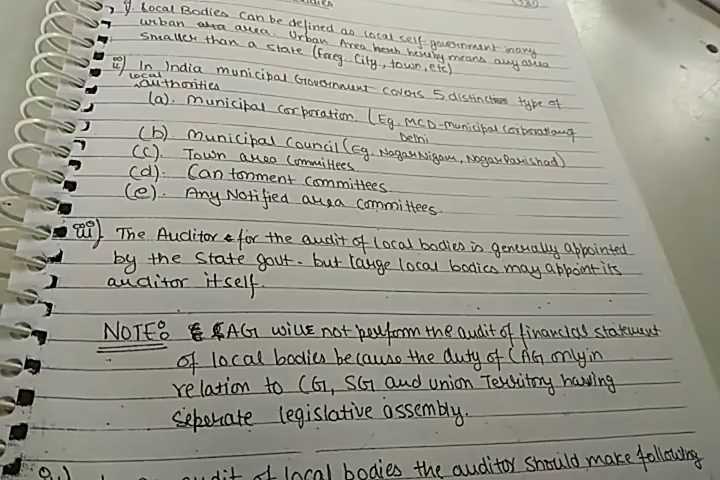 i) Local Bodies can be defined as local self government in any
urban area. Urban Area hereby means any area
smaller than a state (for eg. City, town, etc)
ii) In India municipal Government covers 5 distinct type of
local authorities
(a). Municipal corporation (Eg. MCD-Municipal Corporation of
Delhi
(b). Municipal Council (Eg. Nagar Nigam, Nagar Parishad)
(c). Town area Committees
(d). Cantonment committees
(e). Any Notified area committees.
iii) The Auditor for the audit of local bodies is generally appointed
by the State govt. but large local bodies may appoint its
auditor itself.
NOTE: CAG will not perform the audit of financial statement
of local bodies because the duty of CAG only in
relation to CG, SG and union Territory having
seperate legislative assembly.
audit of local bodies the auditor should make following